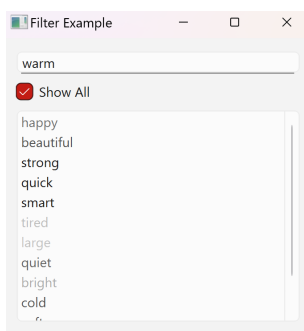 Filter Example
warm
Show All
happy
beautiful
strong
quick
smart
tired
large
quiet
bright
cold